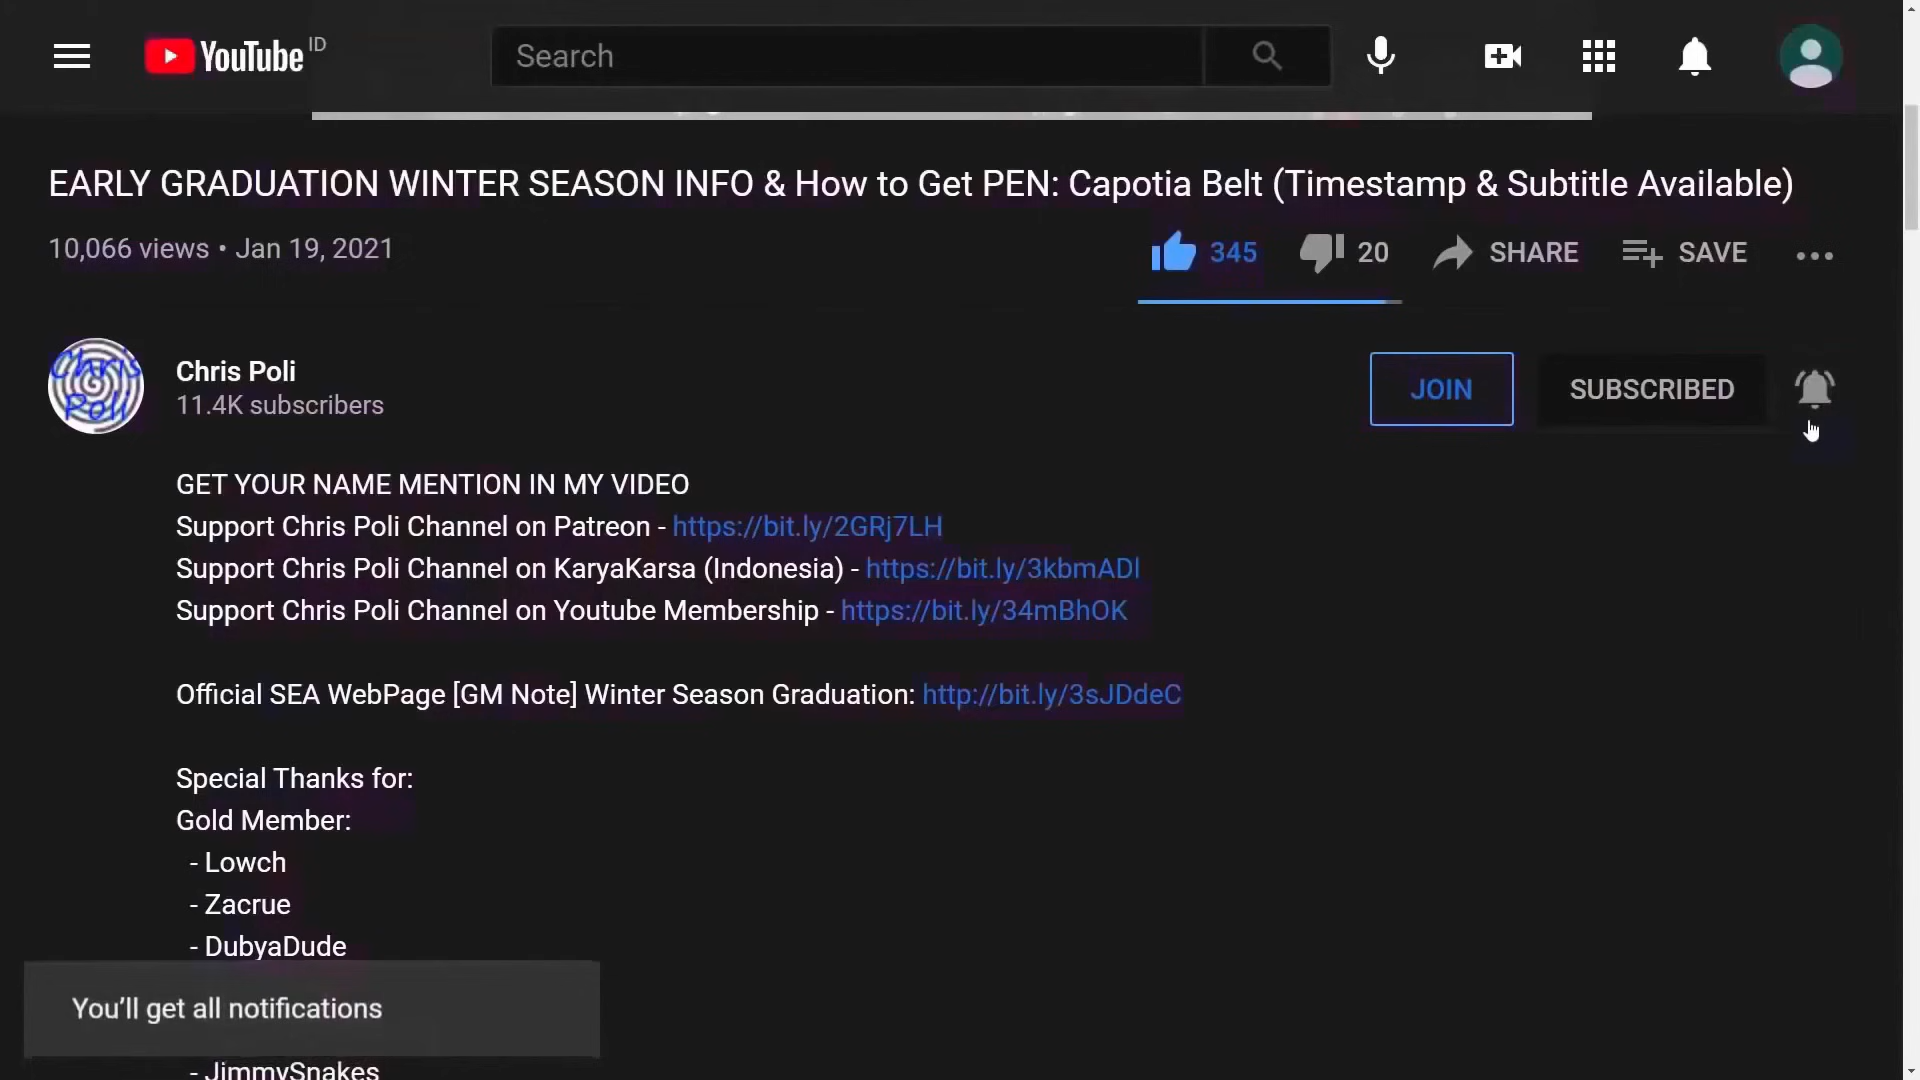 YouTube ID
Search
EARLY GRADUATION WINTER SEASON INFO & How to Get PEN: Capotia Belt (Timestamp & Subtitle Available)
10,066 views • Jan 19, 2021
345 20 SHARE SAVE
Chris Poli
Chris Poli
11.4K subscribers
JOIN SUBSCRIBED
GET YOUR NAME MENTION IN MY VIDEO
Support Chris Poli Channel on Patreon - https://bit.ly/2GRj7LH
Support Chris Poli Channel on KaryaKarsa (Indonesia) - https://bit.ly/3kbmADl
Support Chris Poli Channel on Youtube Membership - https://bit.ly/34mBhOK
Official SEA WebPage [GM Note] Winter Season Graduation: http://bit.ly/3sJDdeC
Special Thanks for:
Gold Member:
- Lowch
- Zacrue
- DubyaDude
You’ll get all notifications
- JimmySnakes